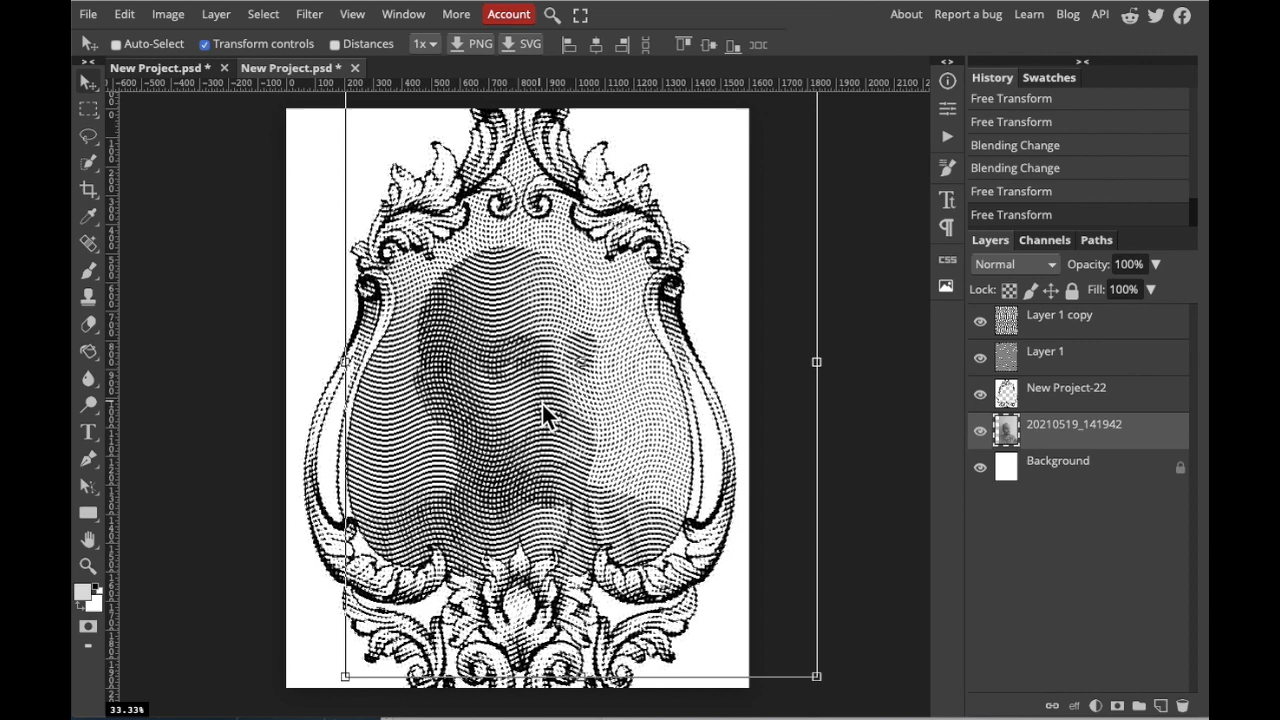 File Edit Image Layer Select Filter View Window More Account About Report a bug Learn Blog API
Auto-Select Transform controls Distances 1x PNG SVG
New Project.psd * New Project.psd *
History Swatches
Free Transform
Free Transform
Blending Change
Blending Change
Free Transform
Free Transform
Layers Channels Paths
Normal Opacity: 100%
Lock: Fill: 100%
CSS
Layer 1 copy
Layer 1
New Project-22
20210519_141942
Background
eff
33.33%